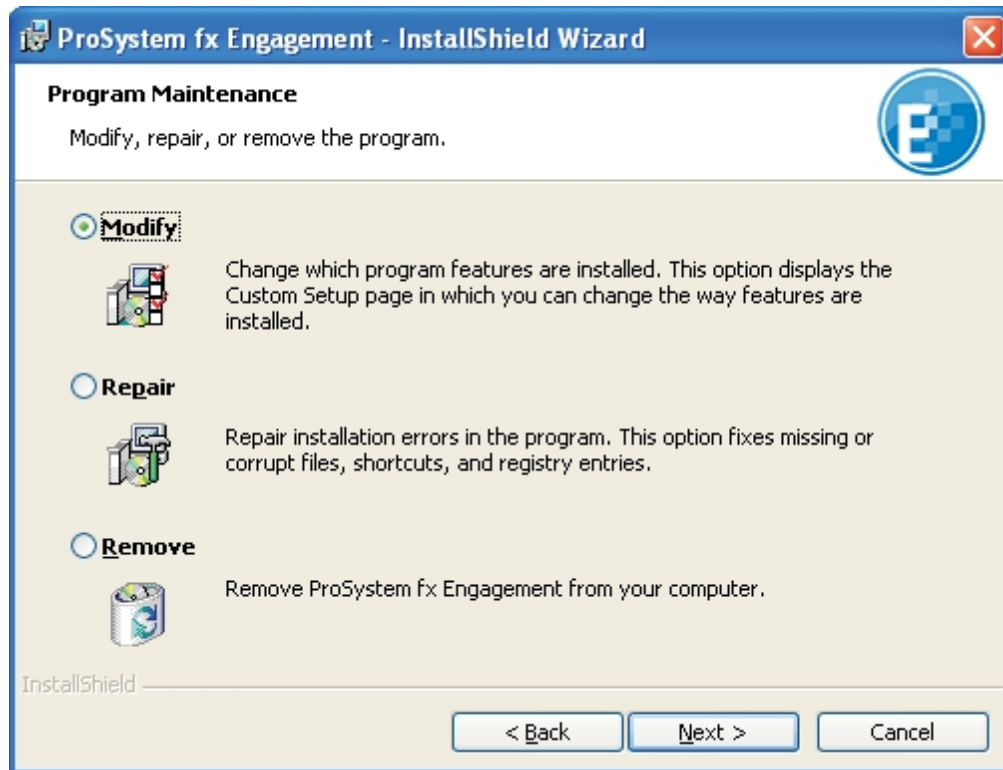 ProSystem fx Engagement - InstallShield Wizard
Program Maintenance
Modify, repair, or remove the program.
Modify
Change which program features are installed. This option displays the
Custom Setup page in which you can change the way features are
installed.
Repair
Repair installation errors in the program. This option fixes missing or
corrupt files, shortcuts, and registry entries.
Remove
Remove ProSystem fx Engagement from your computer.
InstallShield
< Back
Next >
Cancel